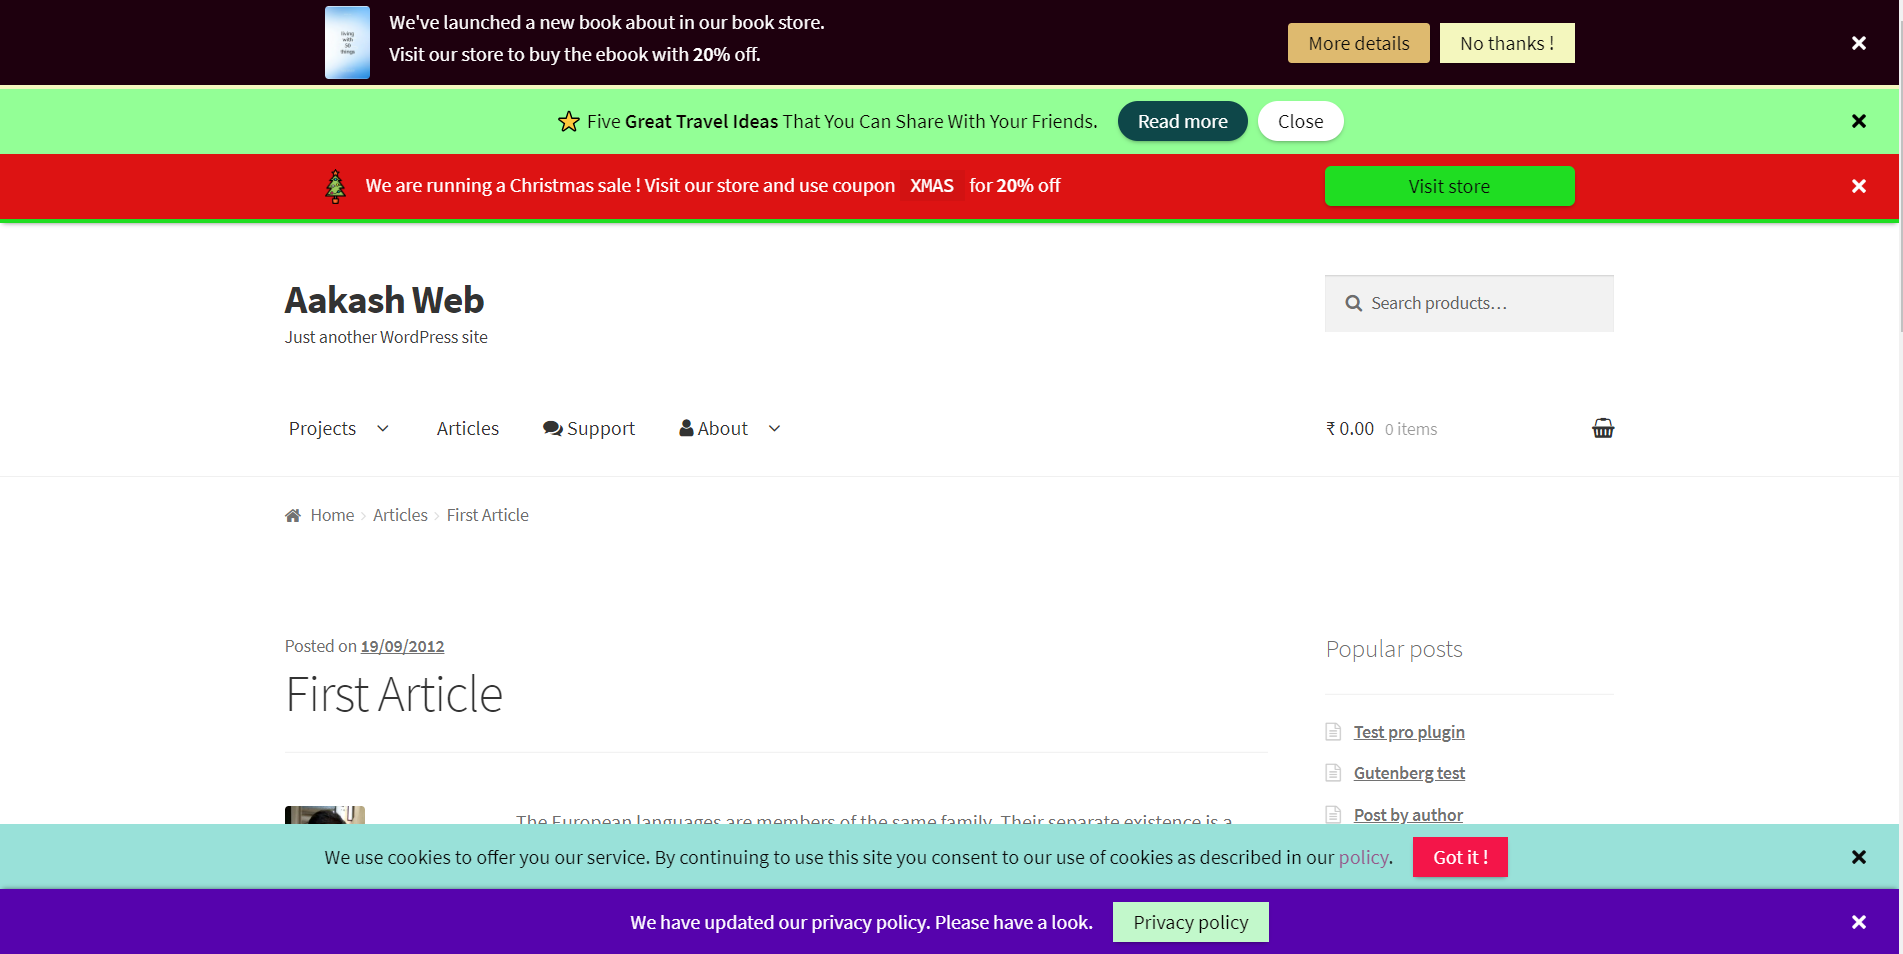 We've launched a new book about in our book store.
Visit our store to buy the ebook with 20% off.
living
with
50
things
More details
No thanks !
Five Great Travel Ideas That You Can Share With Your Friends.
Read more
Close
We are running a Christmas sale ! Visit our store and use coupon XMAS for 20% off
Visit store
Aakash Web
Just another WordPress site
Search products…
Projects
Articles
Support
About
₹ 0.00 0 items
Home
Articles
First Article
Posted on 19/09/2012
First Article
Popular posts
Test pro plugin
Gutenberg test
Post by author
The European languages are members of the same family. Their separate existence is a
We use cookies to offer you our service. By continuing to use this site you consent to our use of cookies as described in our policy.
Got it !
We have updated our privacy policy. Please have a look.
Privacy policy